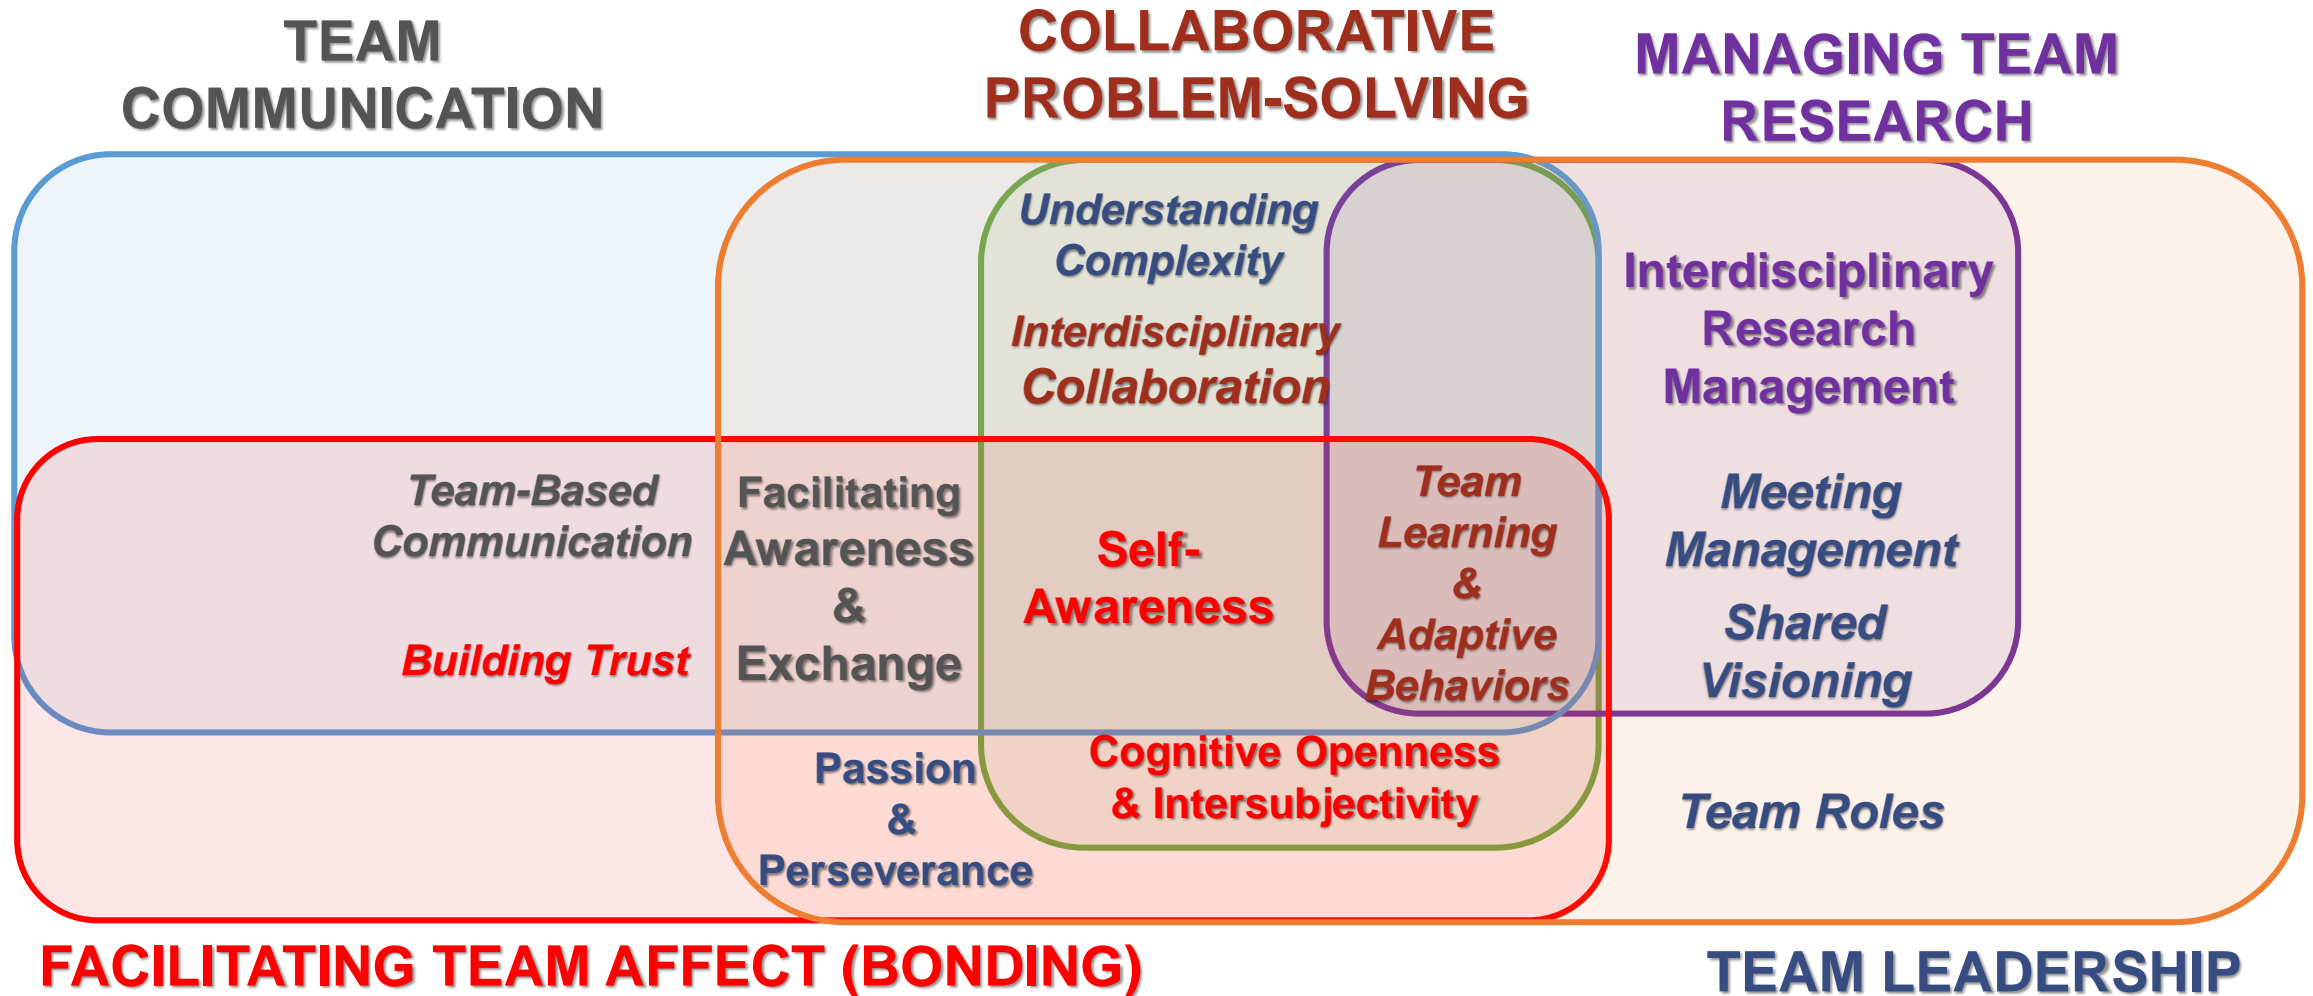 TEAM
COMMUNICATION
COLLABORATIVE
PROBLEM-SOLVING
MANAGING TEAM
RESEARCH
Understanding
Complexity
Interdisciplinary
Collaboration
Interdisciplinary
Research
Management
Team-Based
Communication
Building Trust
Facilitating
Awareness
&
Exchange
Self-
Awareness
Team
Learning
&
Adaptive
Behaviors
Meeting
Management
Shared
Visioning
Passion
&
Perseverance
Cognitive Openness
& Intersubjectivity
Team Roles
FACILITATING TEAM AFFECT (BONDING)
TEAM LEADERSHIP